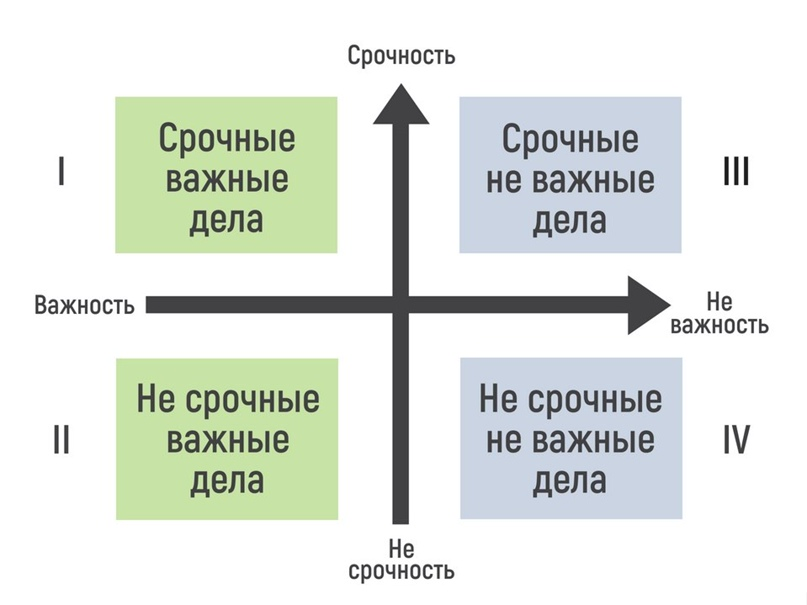 Срочность
I
Срочные
важные
дела
Срочные
не важные
дела
III
Важность
Не
важность
II
Не срочные
важные
дела
Не срочные
не важные
дела
IV
Не
срочность